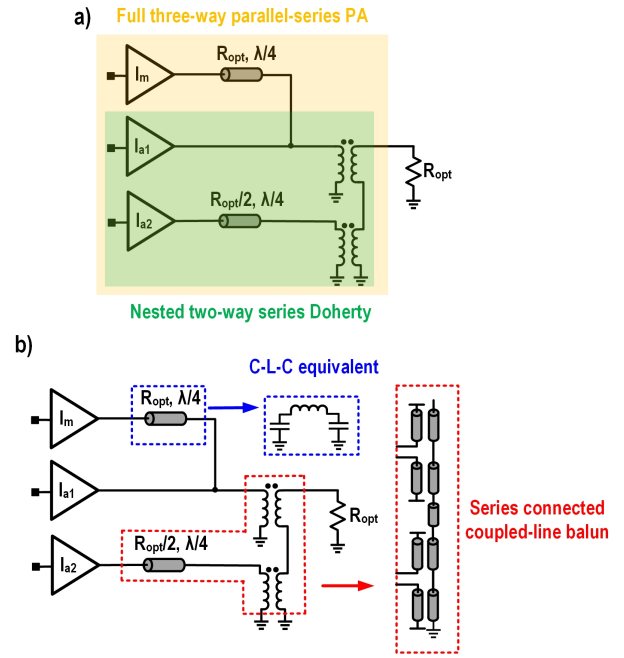 a)
Full three-way parallel-series PA
Ropt, λ/4
Im
Ia1
Ropt
Ropt/2, λ/4
Ia2
Nested two-way series Doherty
b)
C-L-C equivalent
Ropt, λ/4
Im
Ia1
Ropt
Ropt/2, λ/4
Ia2
Series connected
coupled-line balun